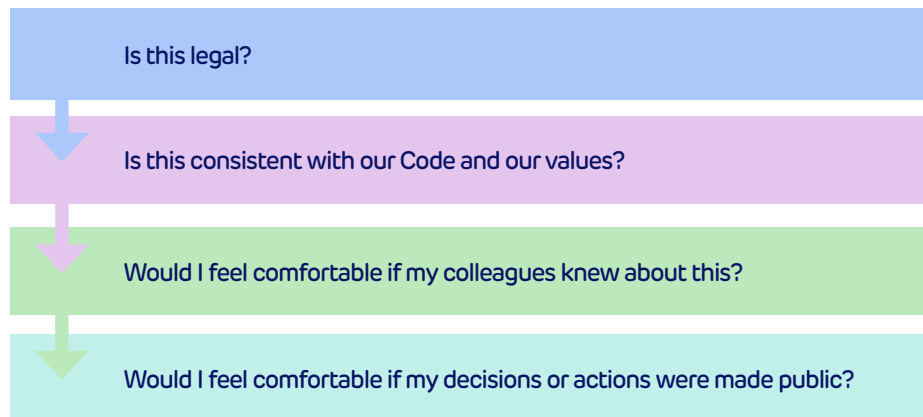 Is this legal?
Is this consistent with our Code and our values?
Would I feel comfortable if my colleagues knew about this?
Would I feel comfortable if my decisions or actions were made public?